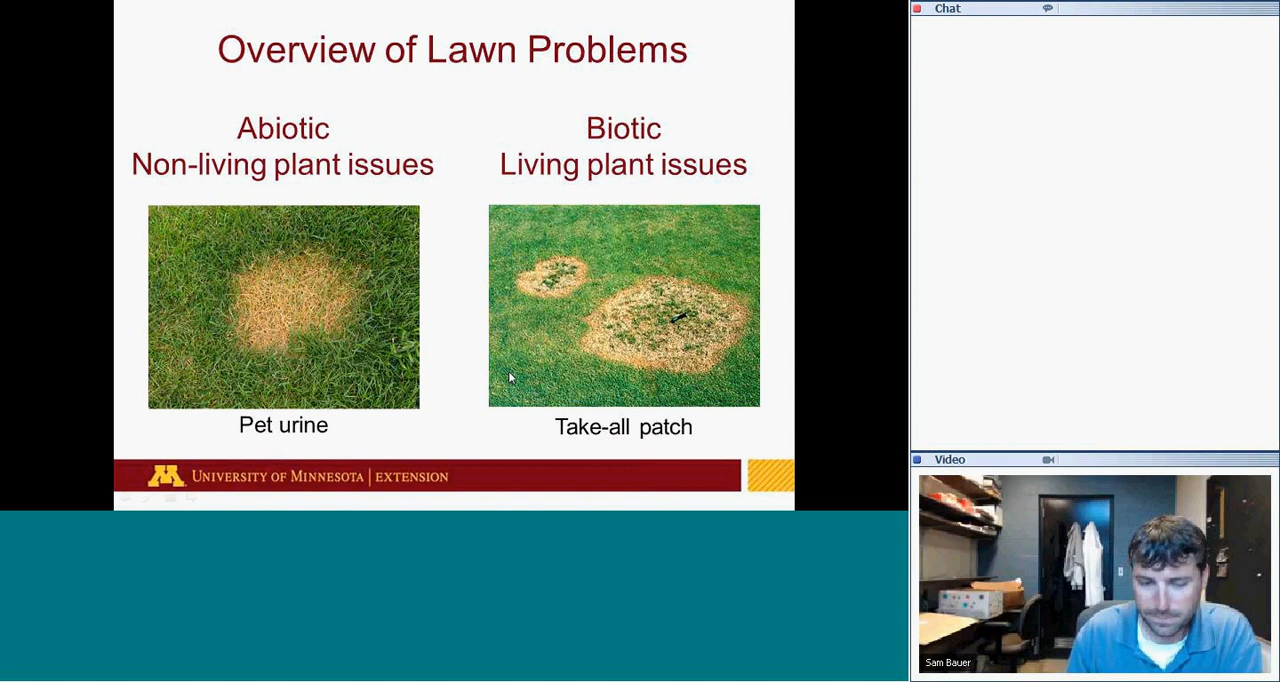 Overview of Lawn Problems
Abiotic
Non-living plant issues
Biotic
Living plant issues
Pet urine
Take-all patch
M
UNIVERSITY OF MINNESOTA | EXTENSION
Chat
Video
Sam Bauer